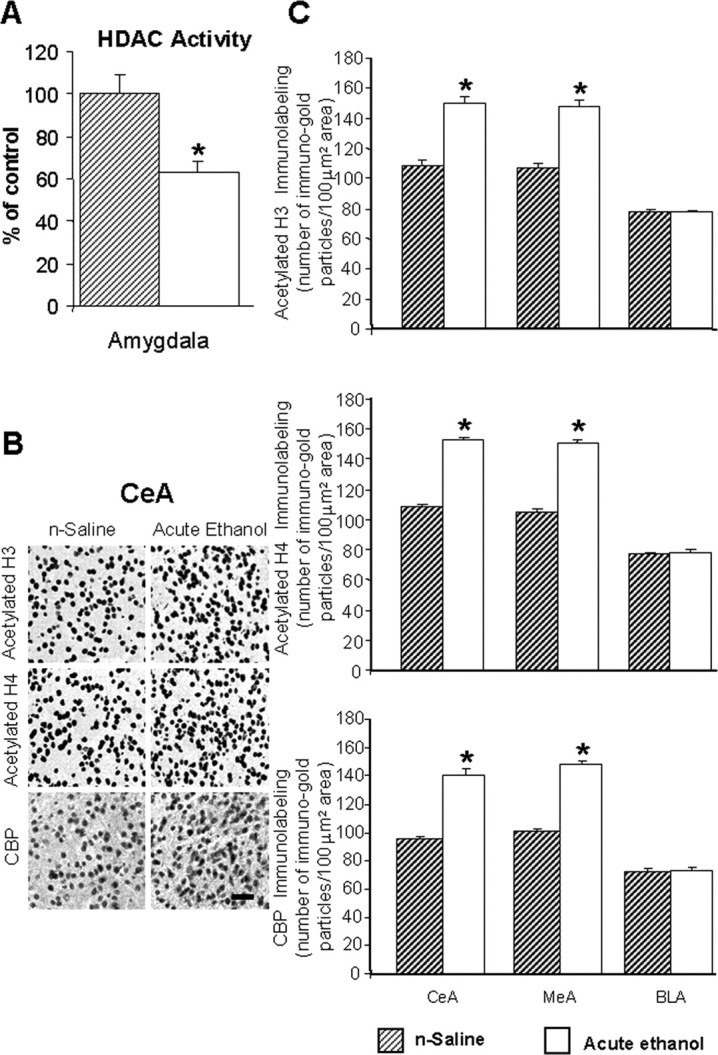 A
HDAC Activity
% of control
120
100
80
60
40
20
0
*
Amygdala
B
CeA
n-Saline Acute Ethanol
Acetylated H3
Acetylated H4
CBP
C
Acetylated H3 Immunolabeling
(number of immuno-gold
particles/100µm² area)
180
160
140
120
100
80
60
40
20
0
* *
Acetylated H4 Immunolabeling
(number of immuno-gold
particles/100µm² area)
180
160
140
120
100
80
60
40
20
0
* *
CBP Immunolabeling
(number of immuno-gold
particles/100µm² area)
180
160
140
120
100
80
60
40
20
0
* *
CeA MeA BLA
n-Saline Acute ethanol